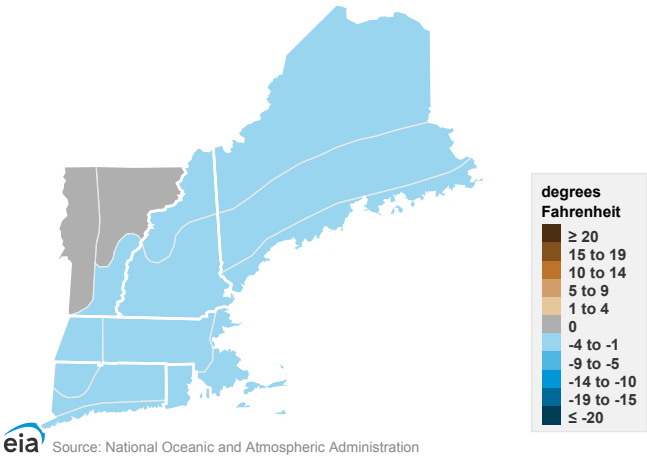 degrees
Fahrenheit
≥ 20
15 to 19
10 to 14
5 to 9
1 to 4
0
-4 to -1
-9 to -5
-14 to -10
-19 to -15
≤ -20
eia Source: National Oceanic and Atmospheric Administration